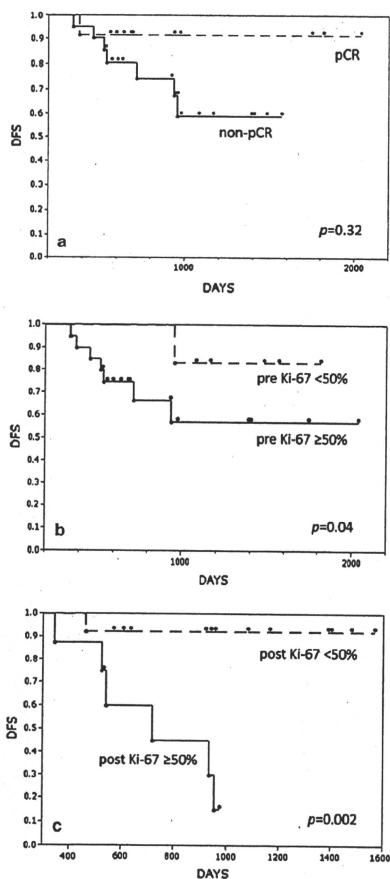 1.0
0.9
0.8
0.7
0.6
0.5
0.4
0.3
0.2
0.1
0.0
DFS
pCR
non-pCR
p=0.32
a
1000
2000
DAYS
1.0
0.9
0.8
0.7
0.6
0.5
0.4
0.3
0.2
0.1
0.0
DFS
pre Ki-67 <50%
pre Ki-67 ≥50%
p=0.04
b
1000
2000
DAYS
1.0
0.9
0.8
0.7
0.6
0.5
0.4
0.3
0.2
0.1
0.0
DFS
post Ki-67 <50%
post Ki-67 ≥50%
p=0.002
c
400
600
800
1000
1200
1400
1600
DAYS